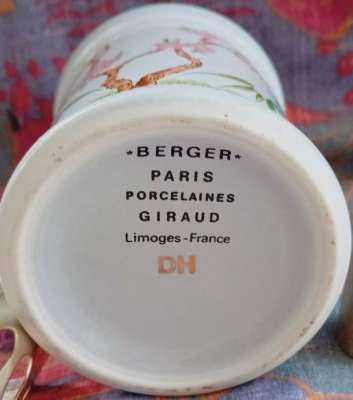 *BERGER*
PARIS
PORCELAINES
GIRAUD
Limoges-France
DH